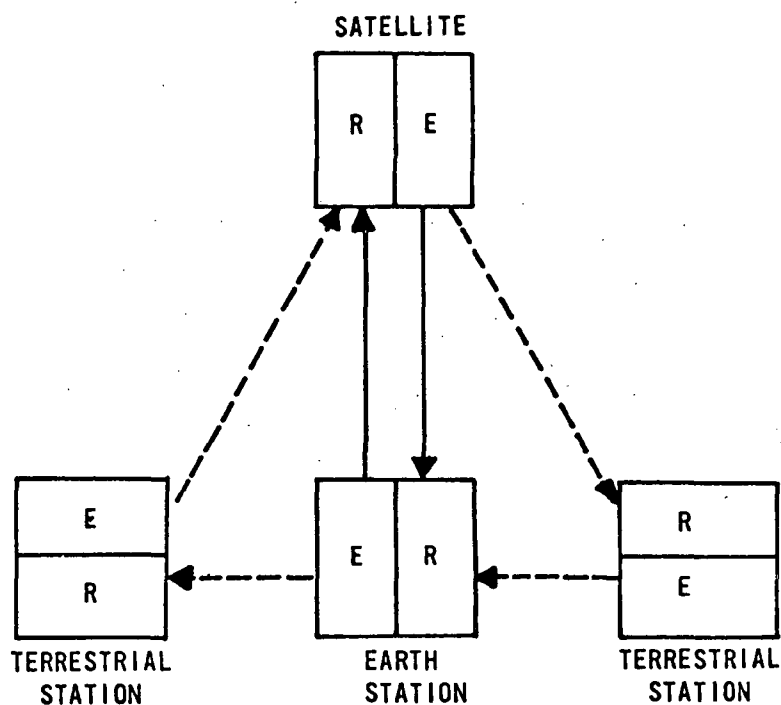 SATELLITE
R E
E
R
E R
R
E
TERRESTRIAL
STATION
EARTH
STATION
TERRESTRIAL
STATION